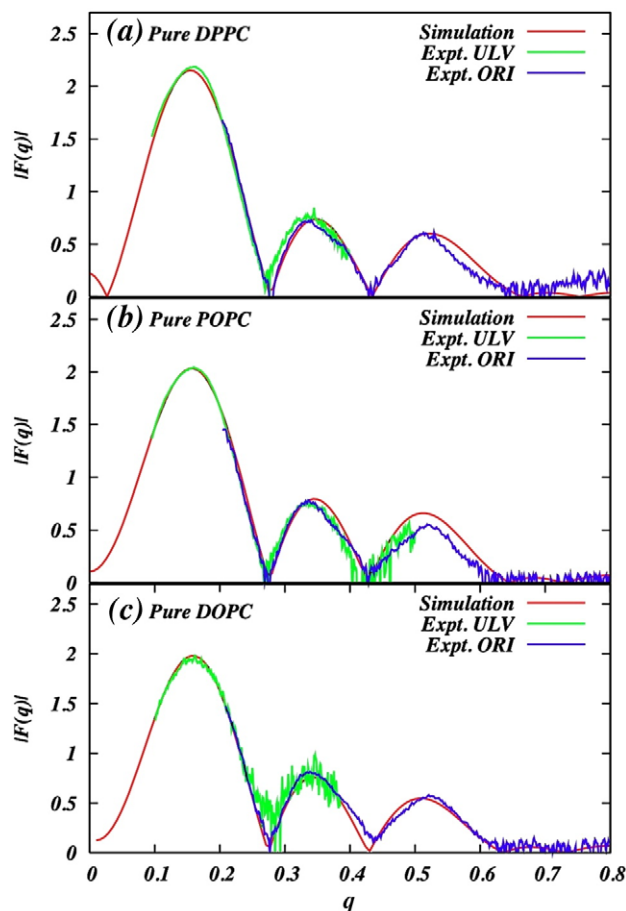 (a) Pure DPPC
Simulation
Expt. ULV
Expt. ORI
|F(q)|
2.5
2
1.5
1
0.5
0
(b) Pure POPC
Simulation
Expt. ULV
Expt. ORI
|F(q)|
2.5
2
1.5
1
0.5
0
(c) Pure DOPC
Simulation
Expt. ULV
Expt. ORI
|F(q)|
2.5
2
1.5
1
0.5
0
0 0.1 0.2 0.3 0.4 0.5 0.6 0.7 0.8
q